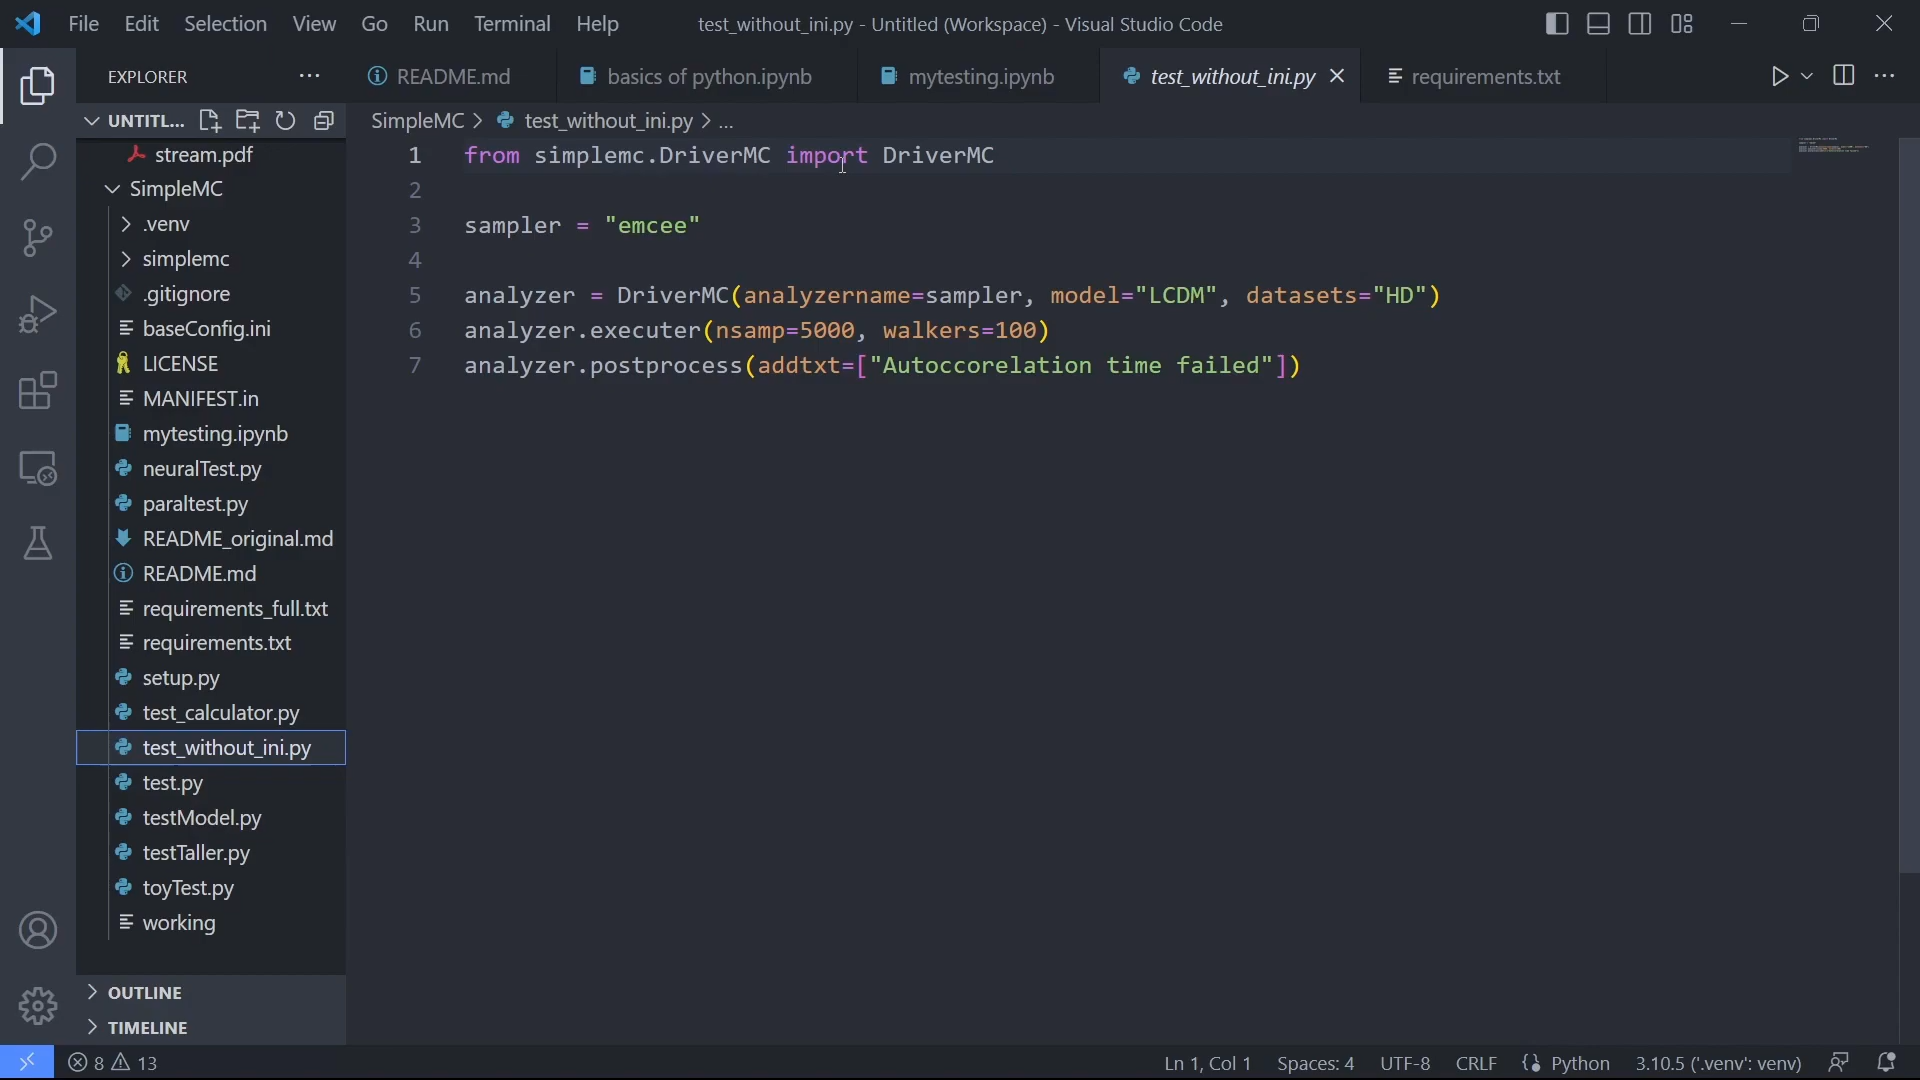 File Edit Selection View Go Run Terminal Help test_without_ini.py - Untitled (Workspace) - Visual Studio Code
EXPLORER ...
README.md basics of python.ipynb mytesting.ipynb test_without_ini.py requirements.txt
UNTITL...
SimpleMC > test_without_ini.py > ...
stream.pdf
SimpleMC
.venv
simplemc
.gitignore
baseConfig.ini
LICENSE
MANIFEST.in
mytesting.ipynb
neuralTest.py
paraltest.py
README_original.md
README.md
requirements_full.txt
requirements.txt
setup.py
test_calculator.py
test_without_ini.py
test.py
testModel.py
testTaller.py
toyTest.py
working
OUTLINE
TIMELINE
1 from simplemc.DriverMC import DriverMC
2
3 sampler = "emcee"
4
5 analyzer = DriverMC(analyzername=sampler, model="LCDM", datasets="HD")
6 analyzer.executer(nsamp=5000, walkers=100)
7 analyzer.postprocess(addtxt=["Autoccorelation time failed"])
8 13 Ln 1, Col 1 Spaces: 4 UTF-8 CRLF Python 3.10.5 ('.venv': venv)